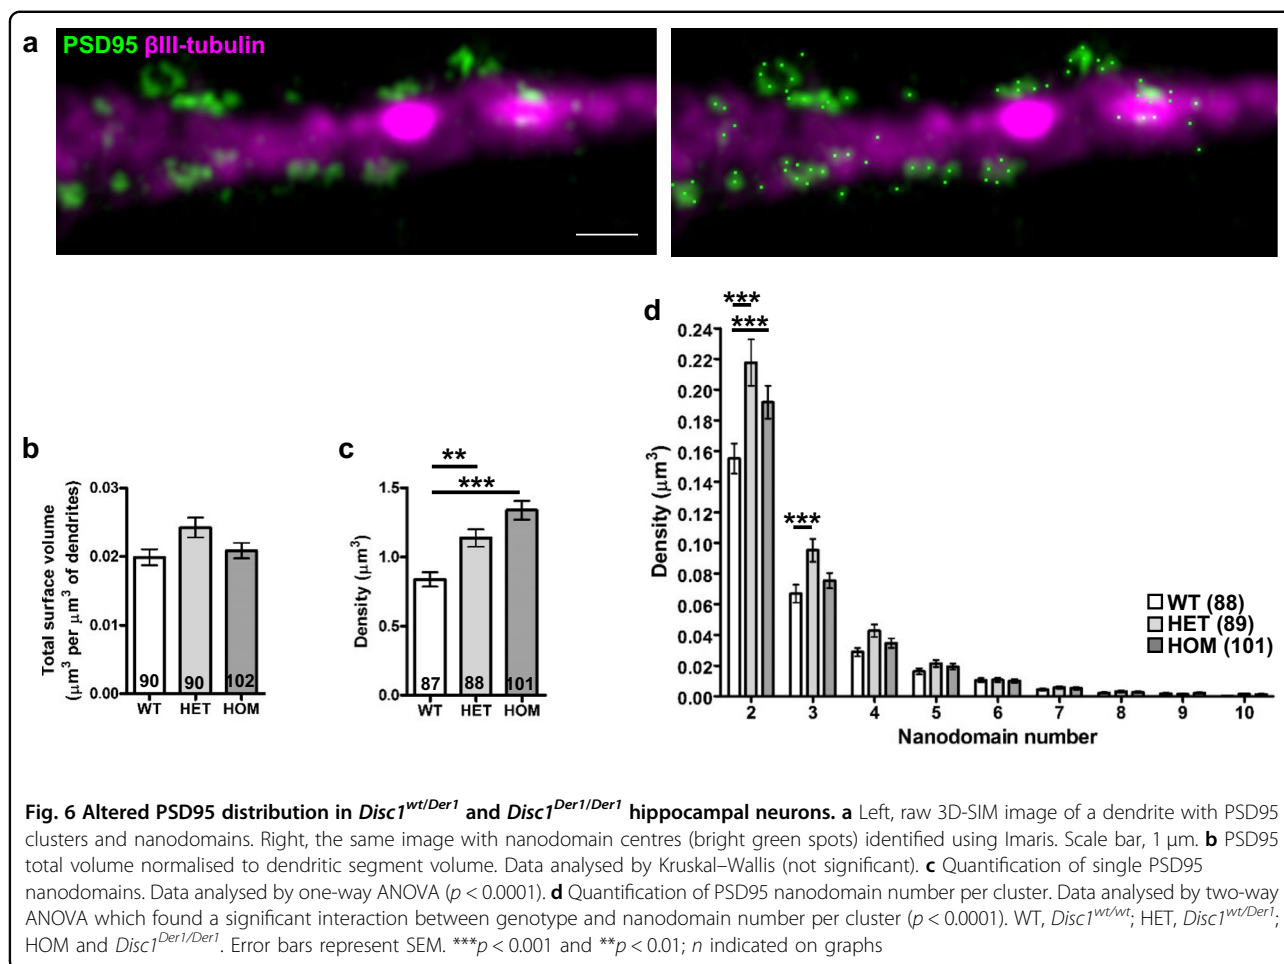 a
PSD95 βIII-tubulin
b
Total surface volume
(μm³ per μm³ of dendrites)
0.03
0.02
0.01
0.00
90
90
102
WT
HET
HOM
c
**
***
Density (μm³)
1.5
1.0
0.5
0.0
87
88
101
WT
HET
HOM
d
***
***
***
Density (μm³)
0.24
0.22
0.20
0.18
0.16
0.14
0.12
0.10
0.08
0.06
0.04
0.02
0.00
2 3 4 5 6 7 8 9 10
Nanodomain number
WT (88)
HET (89)
HOM (101)
Fig. 6 Altered PSD95 distribution in Disc1^wt/Der1 and Disc1^Der1/Der1 hippocampal neurons. a Left, raw 3D-SIM image of a dendrite with PSD95
clusters and nanodomains. Right, the same image with nanodomain centres (bright green spots) identified using Imaris. Scale bar, 1 μm. b PSD95
total volume normalised to dendritic segment volume. Data analysed by Kruskal–Wallis (not significant). c Quantification of single PSD95
nanodomains. Data analysed by one-way ANOVA (p < 0.0001). d Quantification of PSD95 nanodomain number per cluster. Data analysed by two-way
ANOVA which found a significant interaction between genotype and nanodomain number per cluster (p < 0.0001). WT, Disc1^wt/wt; HET, Disc1^wt/Der1;
HOM and Disc1^Der1/Der1. Error bars represent SEM. ***p < 0.001 and **p < 0.01; n indicated on graphs